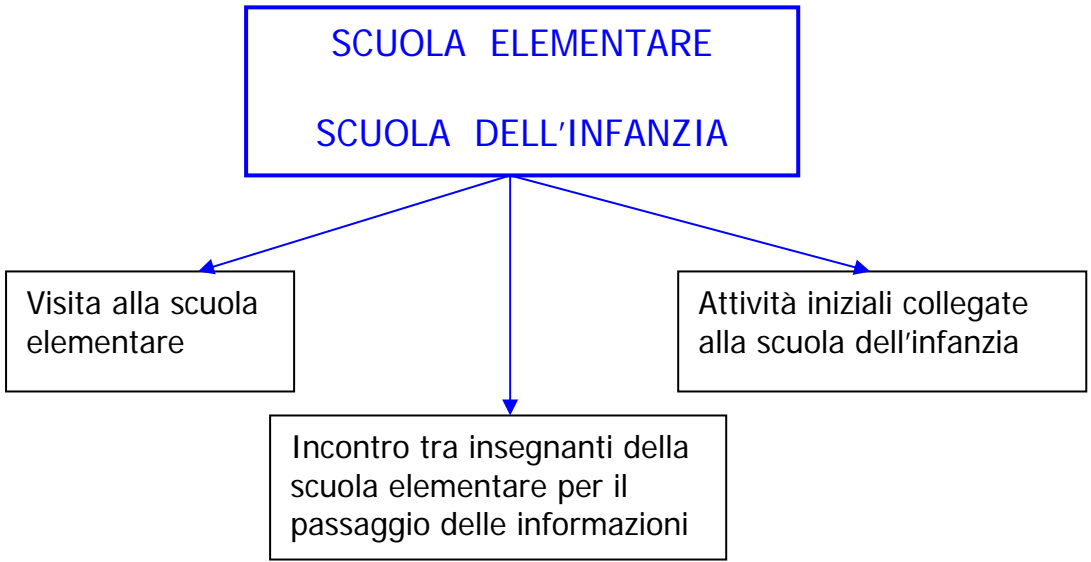 SCUOLA ELEMENTARE
SCUOLA DELL'INFANZIA
Visita alla scuola
elementare
Attività iniziali collegate
alla scuola dell'infanzia
Incontro tra insegnanti della
scuola elementare per il
passaggio delle informazioni